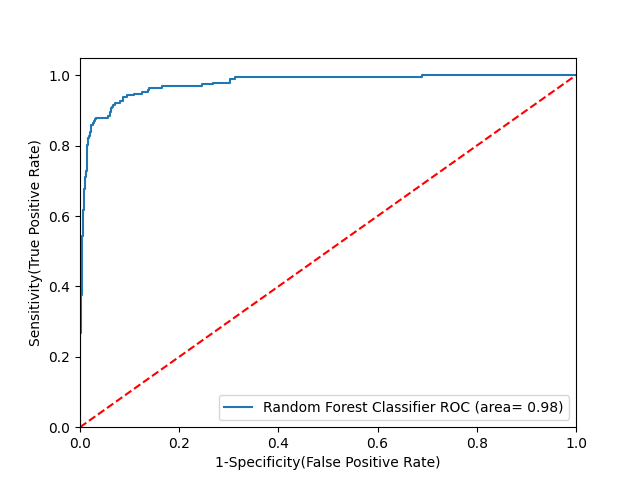 1.0
0.8
0.6
0.4
0.2
0.0
Sensitivity(True Positive Rate)
Random Forest Classifier ROC (area= 0.98)
0.0 0.2 0.4 0.6 0.8 1.0
1-Specificity(False Positive Rate)